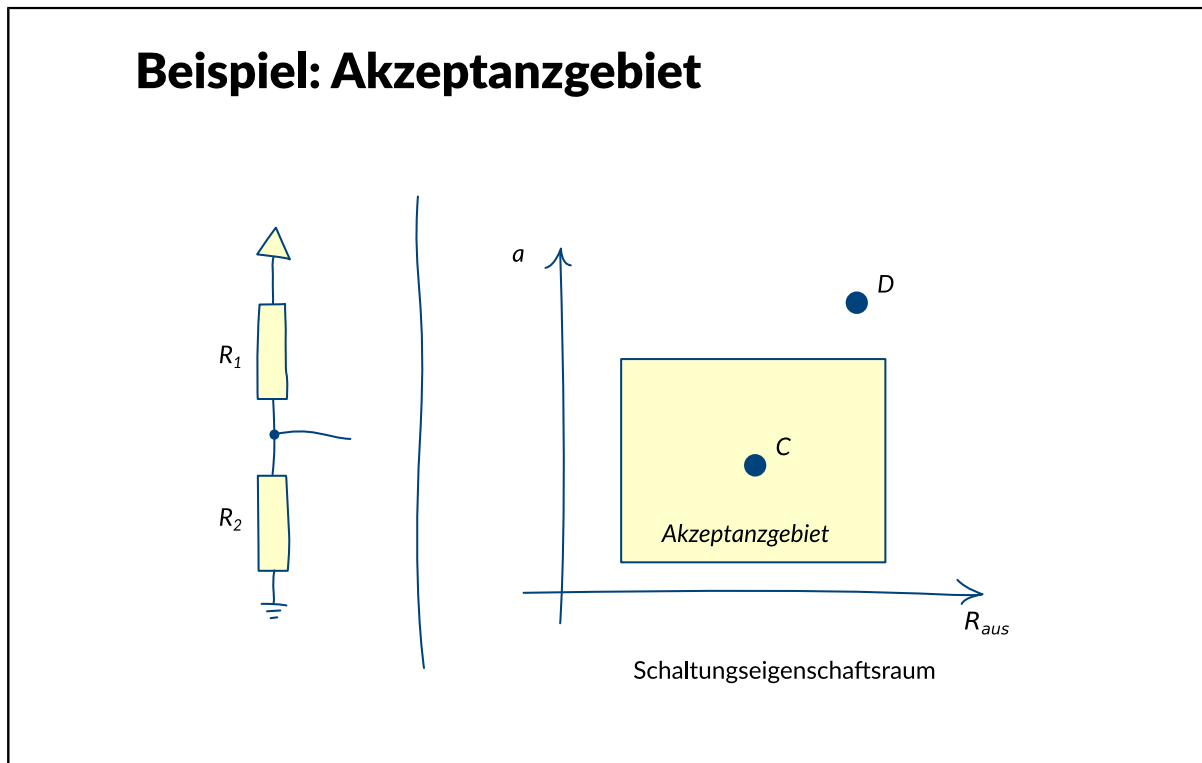 Beispiel: Akzeptanzgebiet
R1
R2
a
D
C
Akzeptanzgebiet
Raus
Schaltungseigenschaftsraum